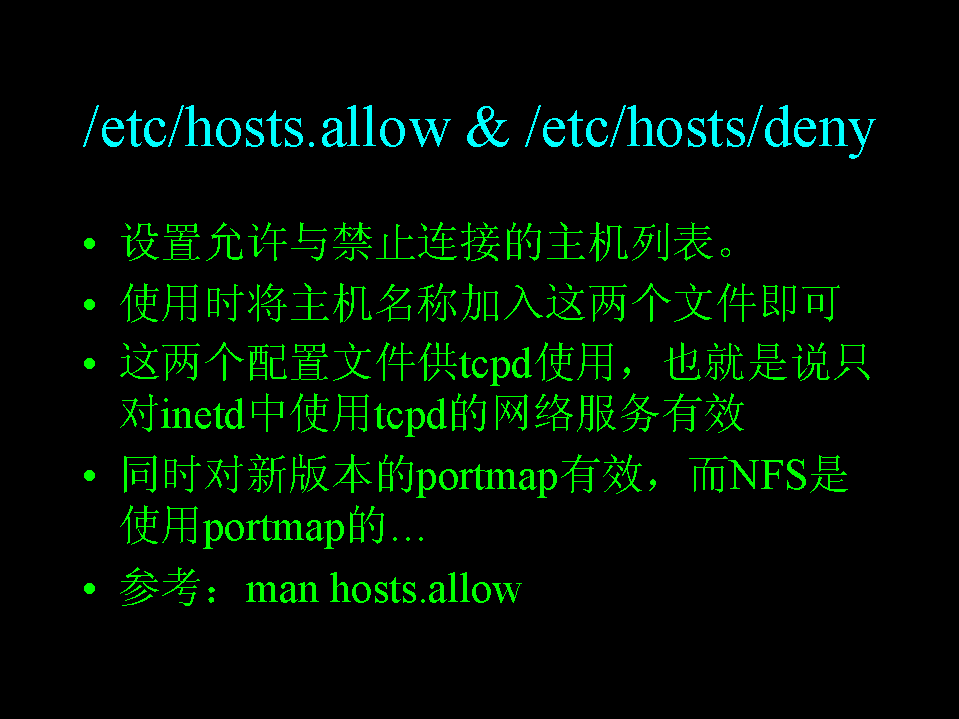 /etc/hosts.allow & /etc/hosts/deny
• 设置允许与禁止连接的主机列表。
• 使用时将主机名称加入这两个文件即可
• 这两个配置文件供tcpd使用，也就是说只
对inetd中使用tcpd的网络服务有效
• 同时对新版本的portmap有效，而NFS是
使用portmap的…
• 参考：man hosts.allow